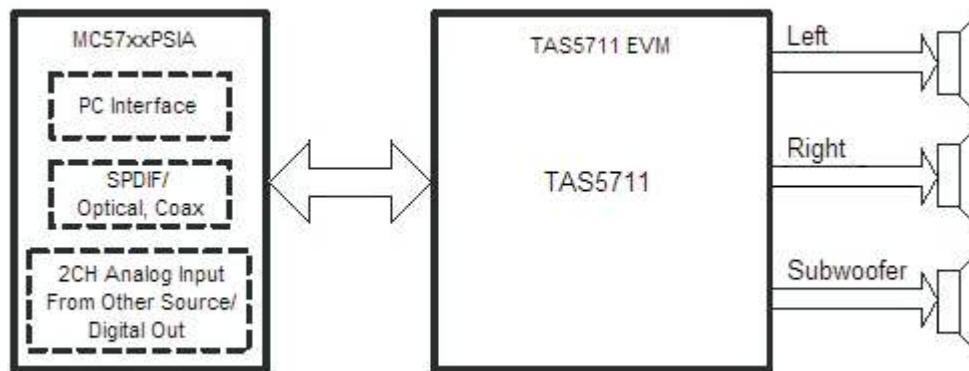 MC57xxPSIA
PC Interface
SPDIF/
Optical, Coax
2CH Analog Input
From Other Source/
Digital Out
TAS5711 EVM
TAS5711
Left
Right
Subwoofer